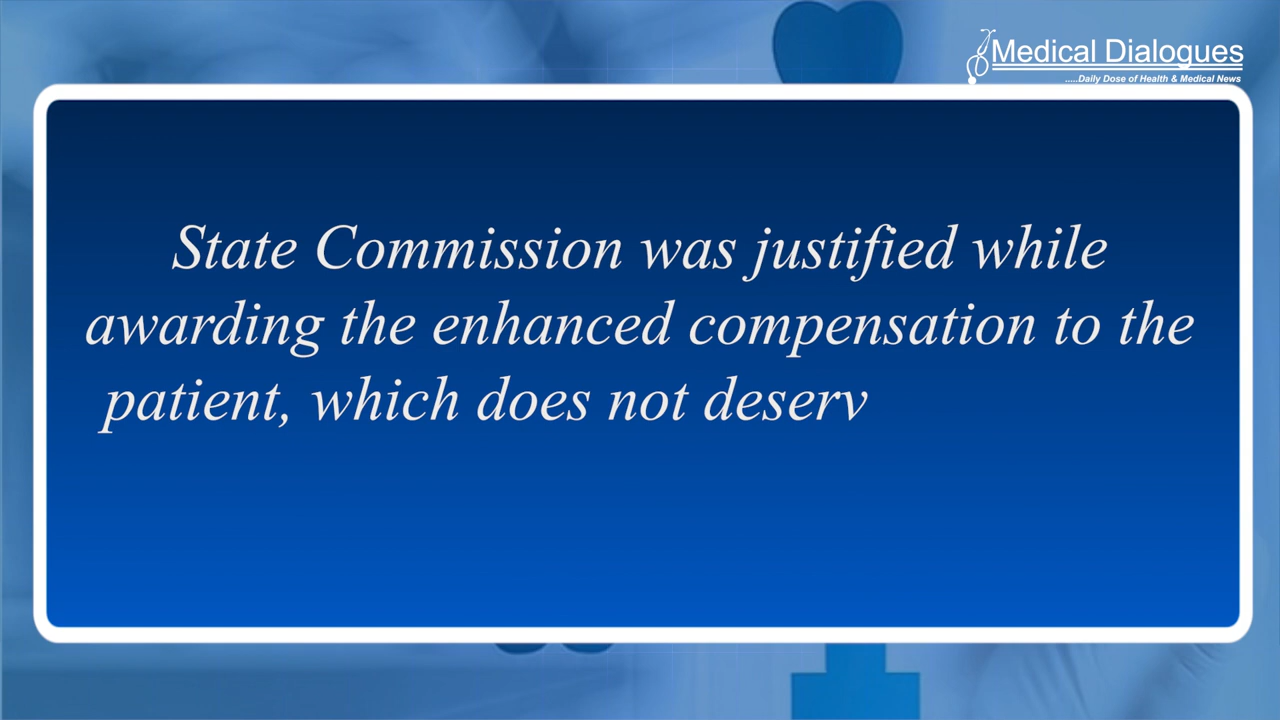 Medical Dialogues
.....Daily Dose of Health & Medical News
State Commission was justified while
awarding the enhanced compensation to the
patient, which does not deserv